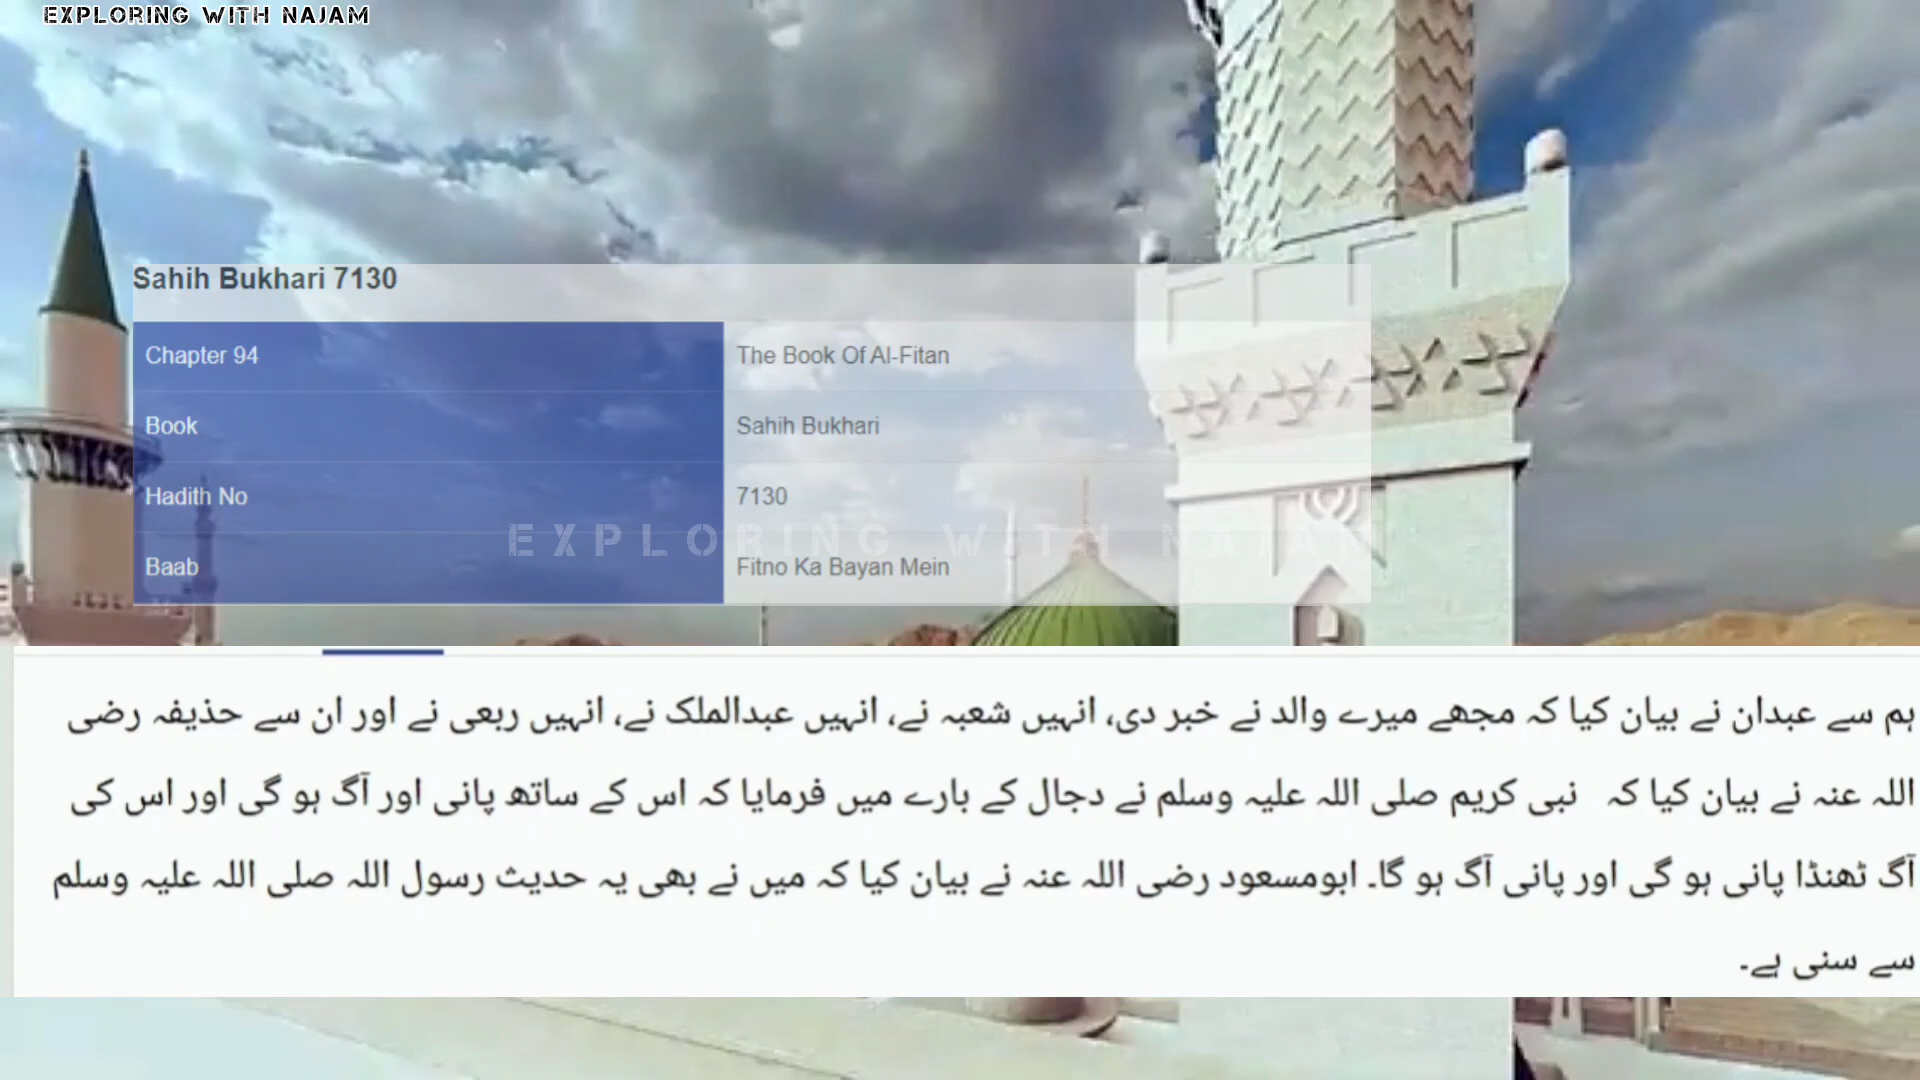 EXPLORING WITH NAJAM
Sahih Bukhari 7130
Chapter 94 The Book Of Al-Fitan
Book Sahih Bukhari
Hadith No 7130
EXPLORING WITH NAJAM
Baab Fitno Ka Bayan Mein
ہم سے عبدان نے بیان کیا کہ مجھے میرے والد نے خبر دی، انہیں شعبہ نے، انہیں عبدالملک نے، انہیں ربعی نے اور ان سے حذیفہ رضی
اللہ عنہ نے بیان کیا کہ نبی کریم صلی اللہ علیہ وسلم نے دجال کے بارے میں فرمایا کہ اس کے ساتھ پانی اور آگ ہو گی اور اس کی
آگ ٹھنڈا پانی ہو گی اور پانی آگ ہو گا۔ ابومسعود رضی اللہ عنہ نے بیان کیا کہ میں نے بھی یہ حدیث رسول اللہ صلی اللہ علیہ وسلم
سے سنی ہے۔